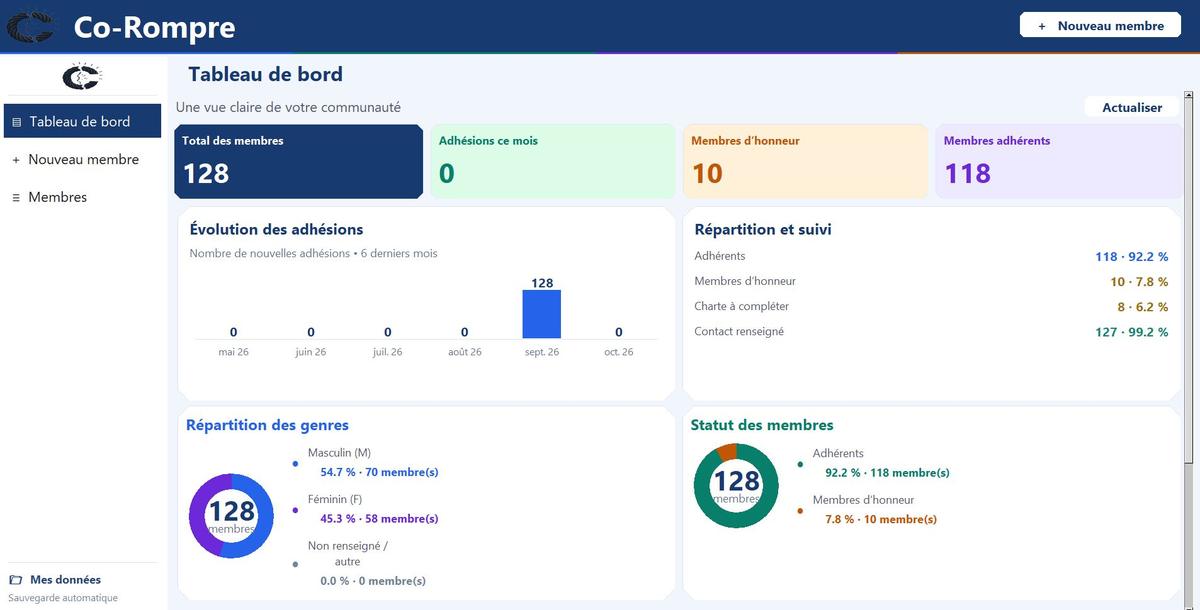 Co-Rompre
+ Nouveau membre
Tableau de bord
+ Nouveau membre
Membres
Mes données
Sauvegarde automatique
Tableau de bord
Une vue claire de votre communauté
Actualiser
Total des membres
128
Adhésions ce mois
0
Membres d’honneur
10
Membres adhérents
118
Évolution des adhésions
Nombre de nouvelles adhésions • 6 derniers mois
0 0 0 0 128 0
mai 26 juin 26 juil. 26 août 26 sept. 26 oct. 26
Répartition et suivi
Adhérents 118 · 92.2 %
Membres d’honneur 10 · 7.8 %
Charte à compléter 8 · 6.2 %
Contact renseigné 127 · 99.2 %
Répartition des genres
128
membres
Masculin (M)
54.7 % · 70 membre(s)
Féminin (F)
45.3 % · 58 membre(s)
Non renseigné /
autre
0.0 % · 0 membre(s)
Statut des membres
128
membres
Adhérents
92.2 % · 118 membre(s)
Membres d’honneur
7.8 % · 10 membre(s)